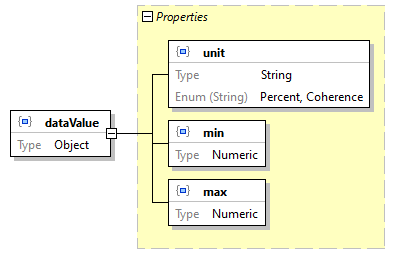 Properties
unit
Type String
Enum (String) Percent, Coherence
dataValue
Type Object
min
Type Numeric
max
Type Numeric